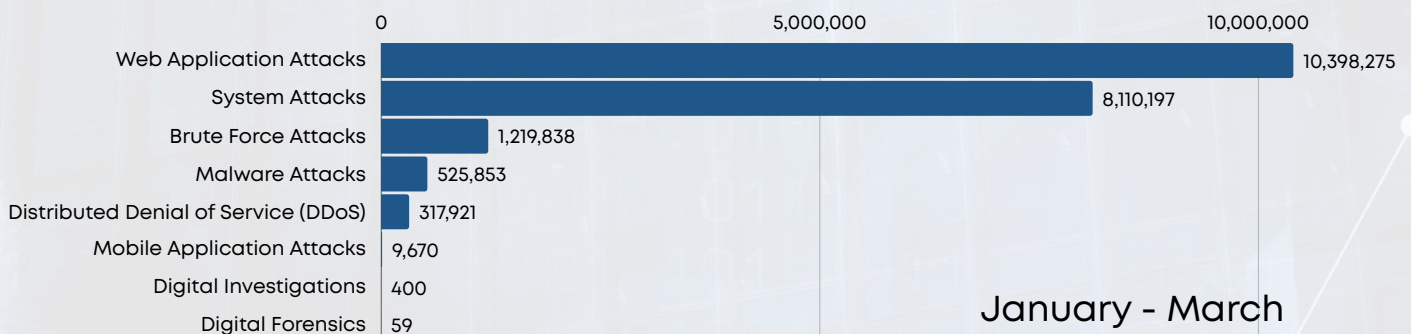 0 5,000,000 10,000,000
Web Application Attacks 10,398,275
System Attacks 8,110,197
Brute Force Attacks 1,219,838
Malware Attacks 525,853
Distributed Denial of Service (DDoS) 317,921
Mobile Application Attacks 9,670
Digital Investigations 400
Digital Forensics 59
January - March